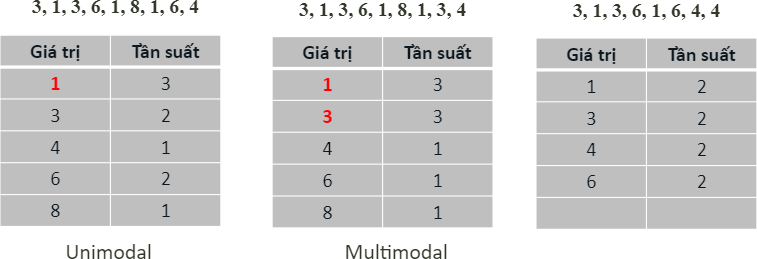 3, 1, 3, 6, 1, 8, 1, 6, 4
Giá trị Tần suất
1 3
3 2
4 1
6 2
8 1
Unimodal
3, 1, 3, 6, 1, 8, 1, 3, 4
Giá trị Tần suất
1 3
3 3
4 1
6 1
8 1
Multimodal
3, 1, 3, 6, 1, 6, 4, 4
Giá trị Tần suất
1 2
3 2
4 2
6 2